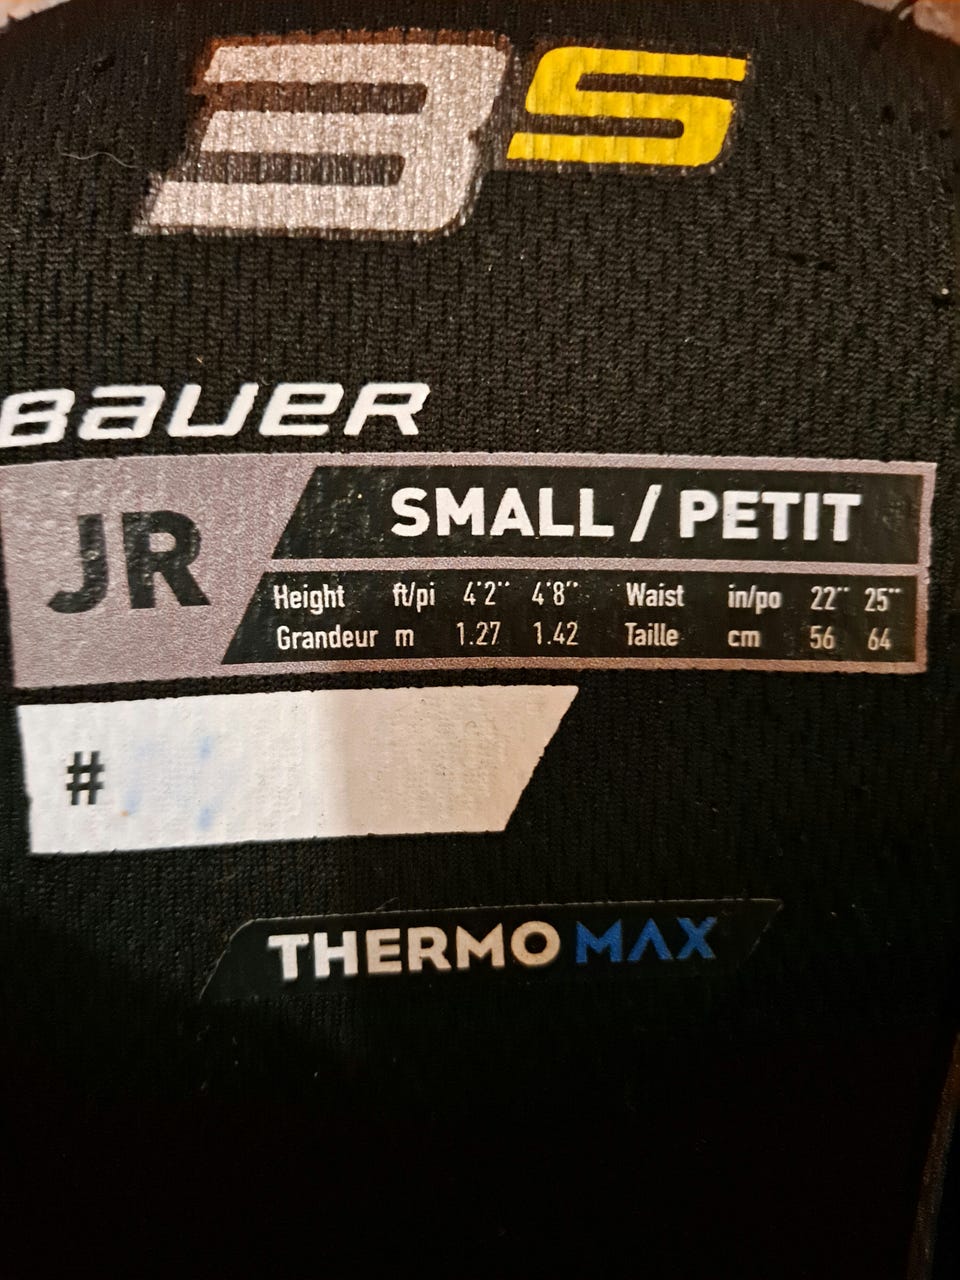 3S
BAUER
JR
SMALL / PETIT
Height ft/pi 4'2'' 4'8'' Waist in/po 22'' 25''
Grandeur m 1.27 1.42 Taille cm 56 64
#
THERMO MAX